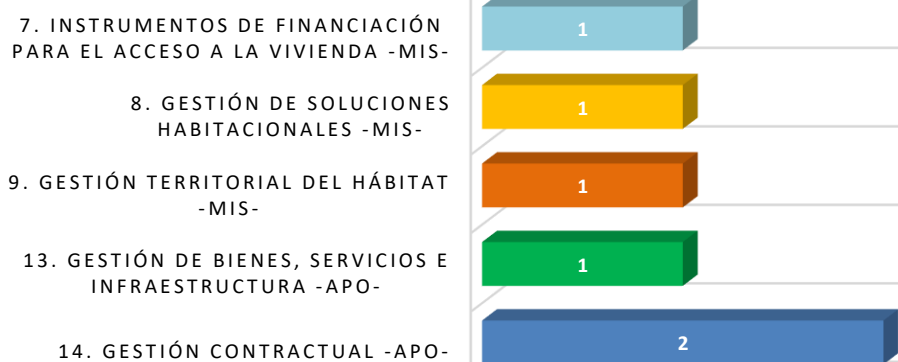 7. INSTRUMENTOS DE FINANCIACIÓN
PARA EL ACCESO A LA VIVIENDA -MIS-
1
8. GESTIÓN DE SOLUCIONES
HABITACIONALES -MIS-
1
9. GESTIÓN TERRITORIAL DEL HÁBITAT
-MIS-
1
13. GESTIÓN DE BIENES, SERVICIOS E
INFRAESTRUCTURA -APO-
1
14. GESTIÓN CONTRACTUAL -APO-
2